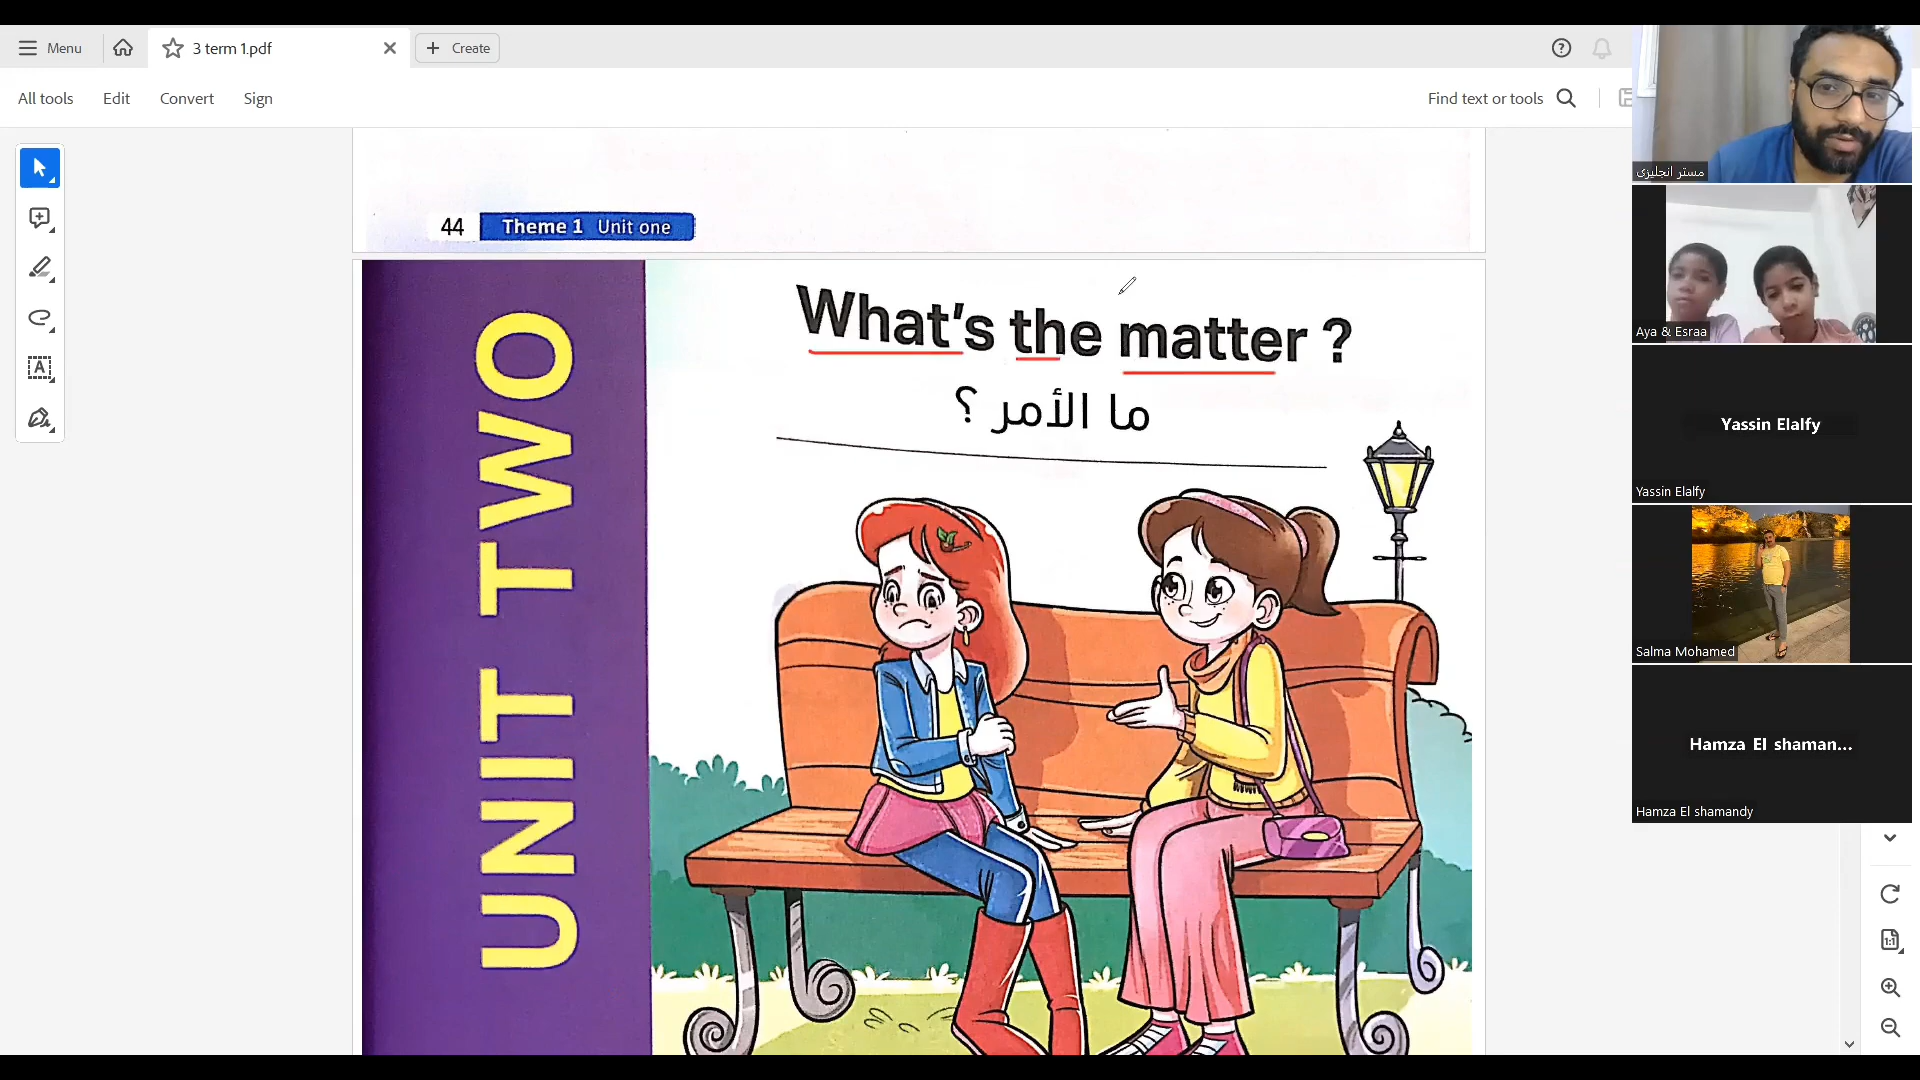 Menu
3 term 1.pdf
Create
All tools
Edit
Convert
Sign
Find text or tools
44 Theme 1 Unit one
UNIT TWO
What's the matter ?
ما الأمر ؟
مستر انجليزى
Aya & Esraa
Yassin Elalfy
Yassin Elalfy
Salma Mohamed
Hamza El shaman...
Hamza El shamandy